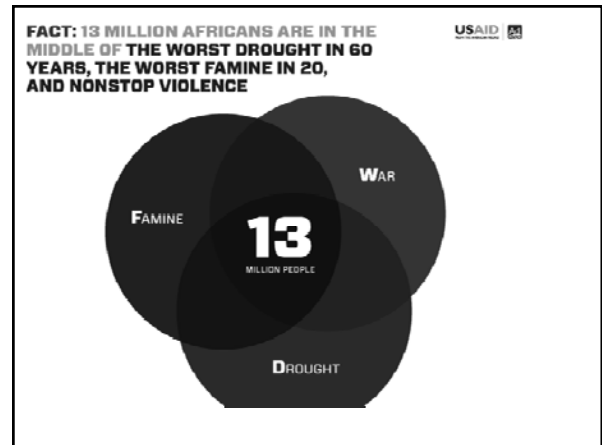 FACT: 13 MILLION AFRICANS ARE IN THE
MIDDLE OF THE WORST DROUGHT IN 60
YEARS, THE WORST FAMINE IN 20,
AND NONSTOP VIOLENCE
USAID
WAR
FAMINE
13
MILLION PEOPLE
DROUGHT